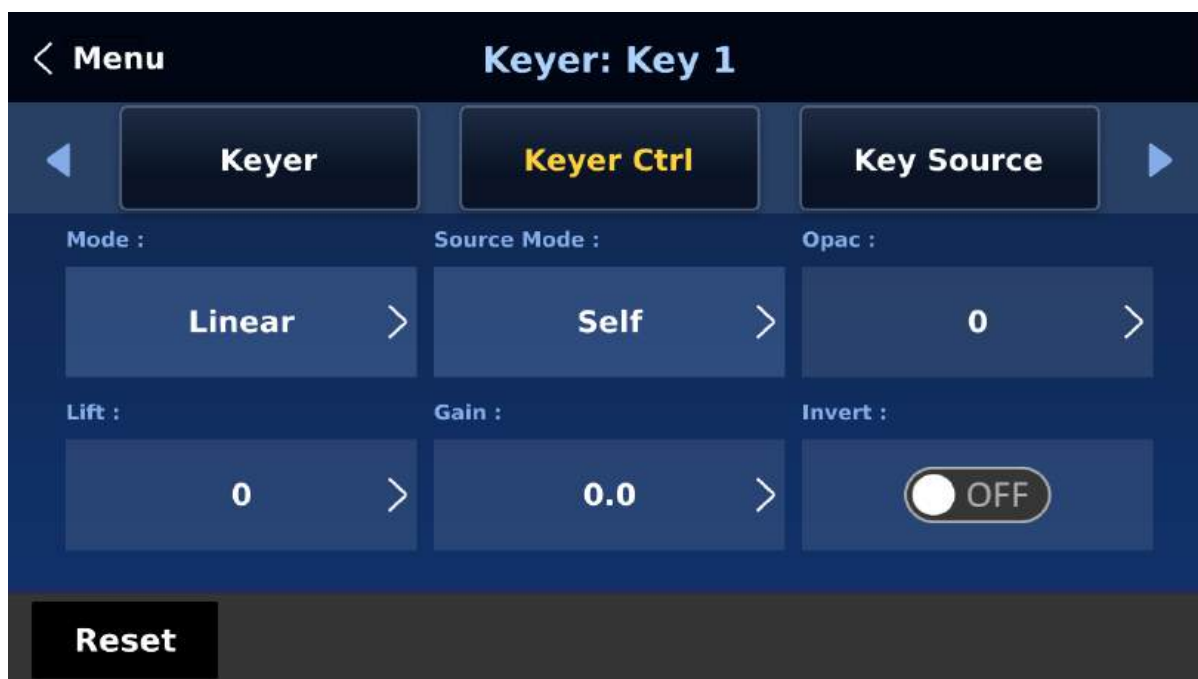 Menu
Keyer: Key 1
Keyer
Keyer Ctrl
Key Source
Mode :
Source Mode :
Opac :
Linear
Self
0
Lift :
Gain :
Invert :
0
0.0
OFF
Reset